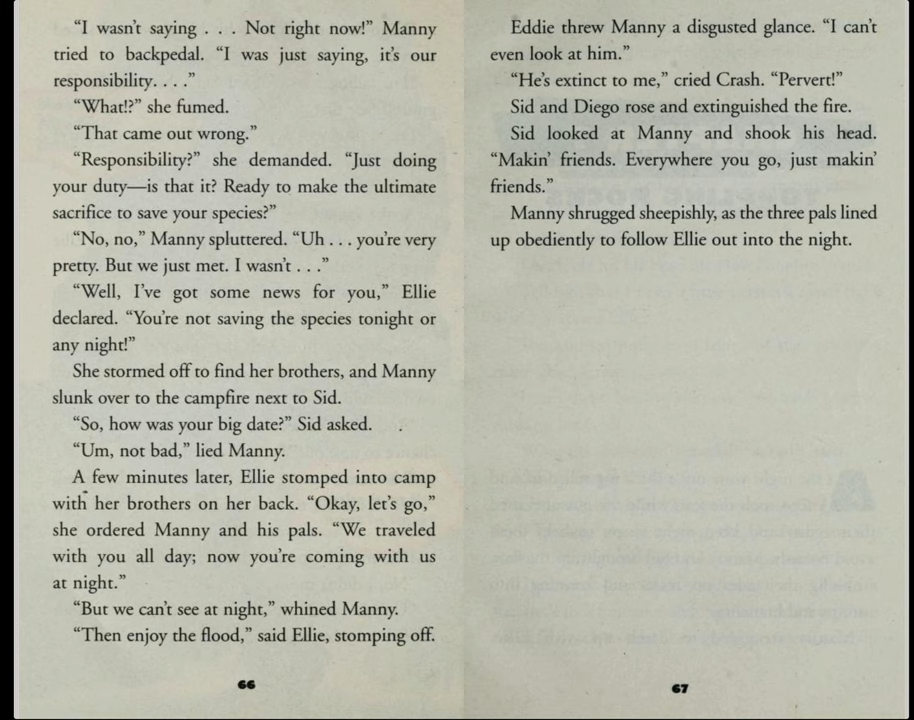 “I wasn’t saying . . . Not right now!” Manny
tried to backpedal. “I was just saying, it’s our
responsibility. . . .”
“What!?” she fumed.
“That came out wrong.”
“Responsibility?” she demanded. “Just doing
your duty—is that it? Ready to make the ultimate
sacrifice to save your species?”
“No, no,” Manny spluttered. “Uh . . . you’re very
pretty. But we just met. I wasn’t . . .”
“Well, I’ve got some news for you,” Ellie
declared. “You’re not saving the species tonight or
any night!”
She stormed off to find her brothers, and Manny
slunk over to the campfire next to Sid.
“So, how was your big date?” Sid asked.
“Um, not bad,” lied Manny.
A few minutes later, Ellie stomped into camp
with her brothers on her back. “Okay, let’s go,”
she ordered Manny and his pals. “We traveled
with you all day; now you’re coming with us
at night.”
“But we can’t see at night,” whined Manny.
“Then enjoy the flood,” said Ellie, stomping off.
66
Eddie threw Manny a disgusted glance. “I can’t
even look at him.”
“He’s extinct to me,” cried Crash. “Pervert!”
Sid and Diego rose and extinguished the fire.
Sid looked at Manny and shook his head.
“Makin’ friends. Everywhere you go, just makin’
friends.”
Manny shrugged sheepishly, as the three pals lined
up obediently to follow Ellie out into the night.
67